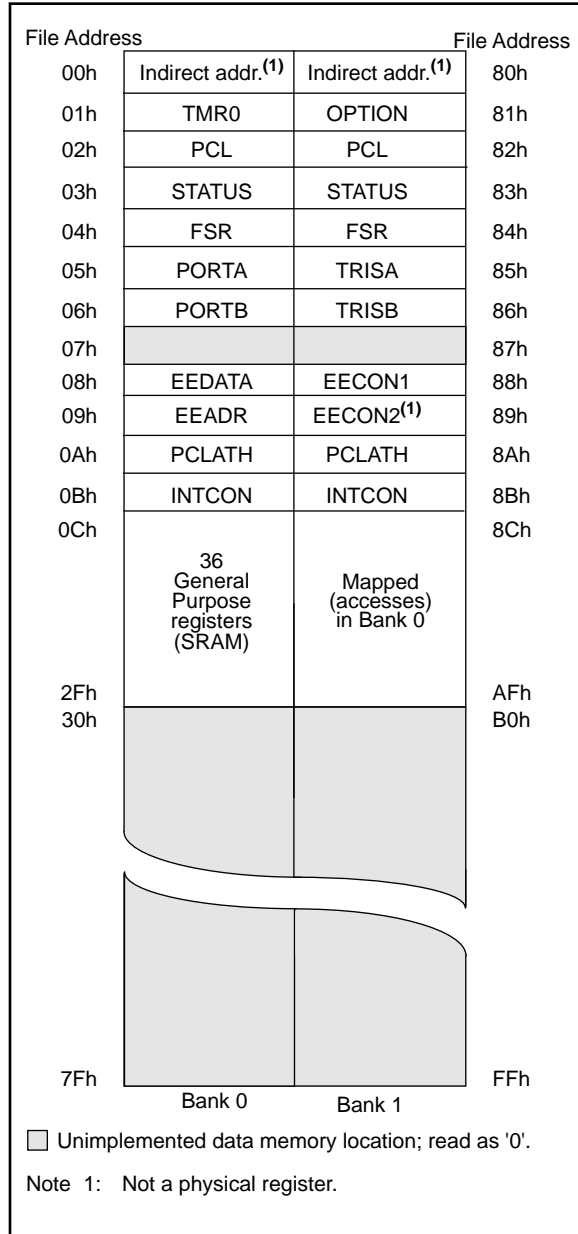 File Address File Address
00h Indirect addr.(1) Indirect addr.(1) 80h
01h TMR0 OPTION 81h
02h PCL PCL 82h
03h STATUS STATUS 83h
04h FSR FSR 84h
05h PORTA TRISA 85h
06h PORTB TRISB 86h
07h 87h
08h EEDATA EECON1 88h
09h EEADR EECON2(1) 89h
0Ah PCLATH PCLATH 8Ah
0Bh INTCON INTCON 8Bh
0Ch 8Ch
36
General
Purpose
registers
(SRAM)
Mapped
(accesses)
in Bank 0
2Fh AFh
30h B0h
7Fh FFh
Bank 0 Bank 1
Unimplemented data memory location; read as '0'.
Note 1: Not a physical register.